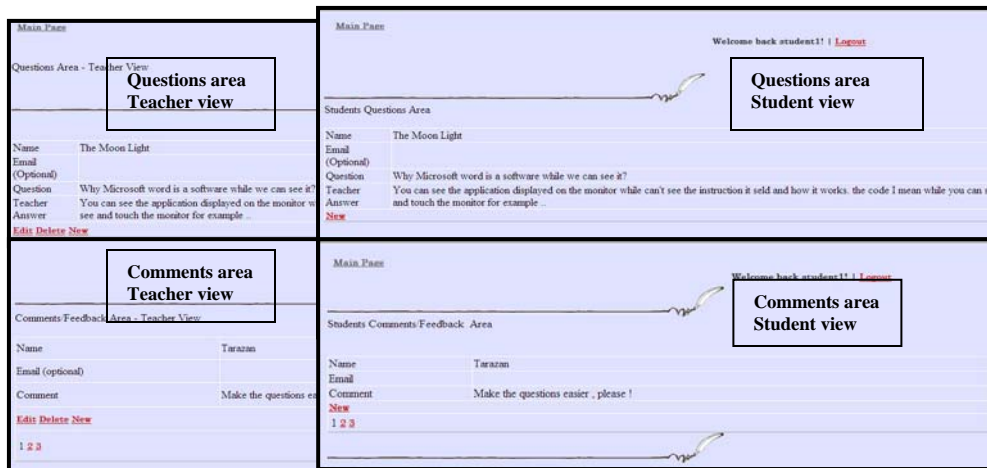 Main Page
Questions Area - Teacher View
Questions area
Teacher view
Name The Moon Light
Email
(Optional)
Question Why Microsoft word is a software while we can see it?
Teacher You can see the application displayed on the monitor w
Answer see and touch the monitor for example ..
Edit Delete New
Main Page
Welcome back student1! | Logout
Questions area
Student view
Students Questions Area
Name The Moon Light
Email
(Optional)
Question Why Microsoft word is a software while we can see it?
Teacher You can see the application displayed on the monitor while can't see the instruction it seld and how it works. the code I mean while you can s
Answer and touch the monitor for example ..
New
Comments area
Teacher view
Comments/Feedback Area - Teacher View
Name Tarazan
Email (optional)
Comment Make the questions ea
Edit Delete New
1 2 3
Main Page
Welcome back student1! | Logout
Comments area
Student view
Students Comments/Feedback Area
Name Tarazan
Email
Comment Make the questions easier , please !
New
1 2 3